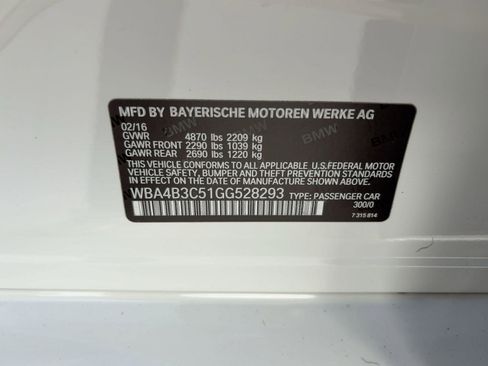 MFD BY BAYERISCHE MOTOREN WERKE AG
02/16
GVWR 4870 lbs 2209 kg
GAWR FRONT 2290 lbs 1039 kg
GAWR REAR 2690 lbs 1220 kg
THIS VEHICLE CONFORMS TO ALL APPLICABLE U.S.FEDERAL MOTOR
VEHICLE SAFETY, BUMPER AND THEFT PREVENTION STANDARDS
IN EFFECT ON THE DATE OF MANUFACTURE SHOWN ABOVE.
WBA4B3C51GG528293 TYPE: PASSENGER CAR
300/0
7 315 814
BMW
BMW
BMW